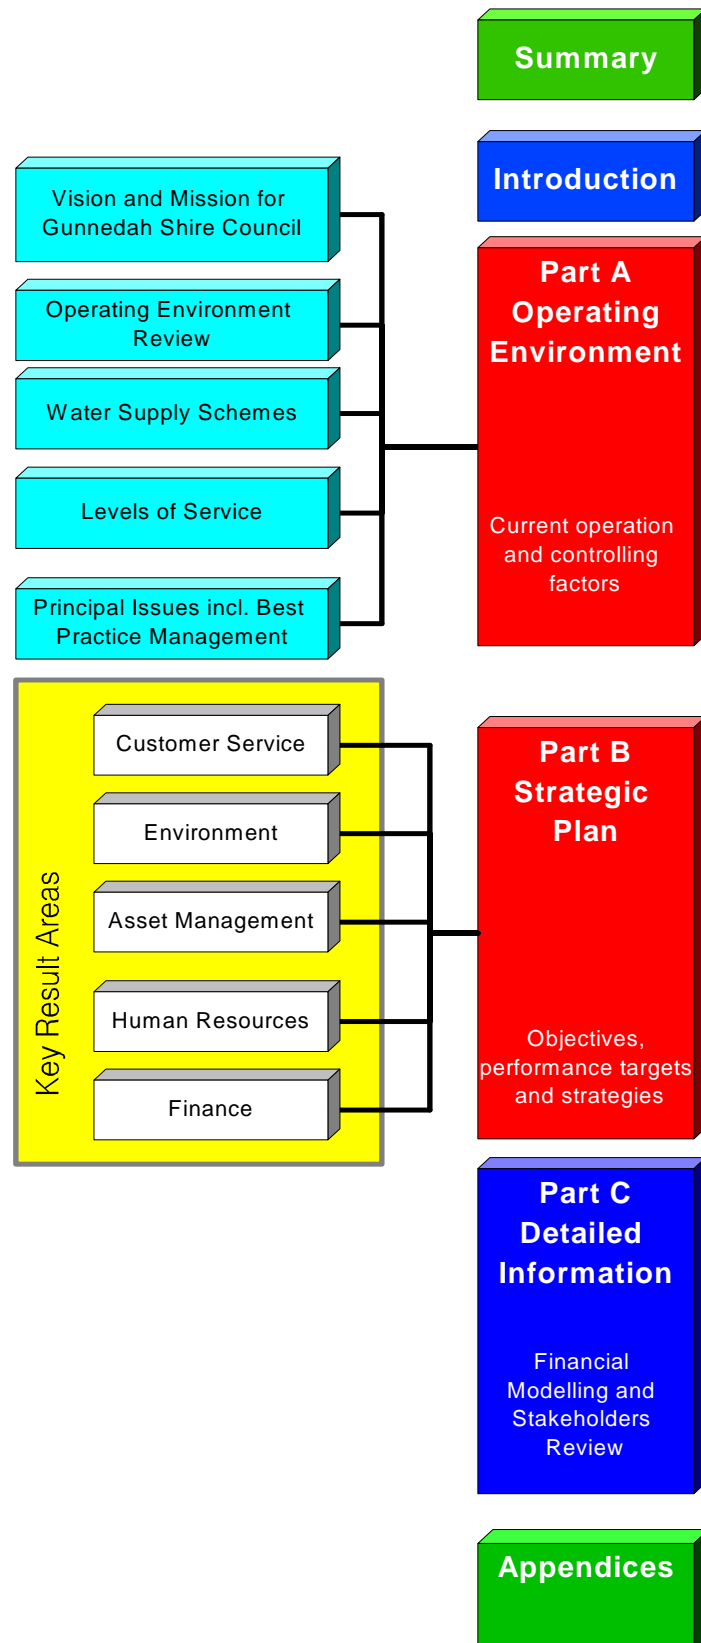 Summary
Introduction
Vision and Mission for
Gunnedah Shire Council
Operating Environment
Review
Water Supply Schemes
Levels of Service
Principal Issues incl. Best
Practice Management
Part A
Operating
Environment
Current operation
and controlling
factors
Key Result Areas
Customer Service
Environment
Asset Management
Human Resources
Finance
Part B
Strategic
Plan
Objectives,
performance targets
and strategies
Part C
Detailed
Information
Financial
Modelling and
Stakeholders
Review
Appendices